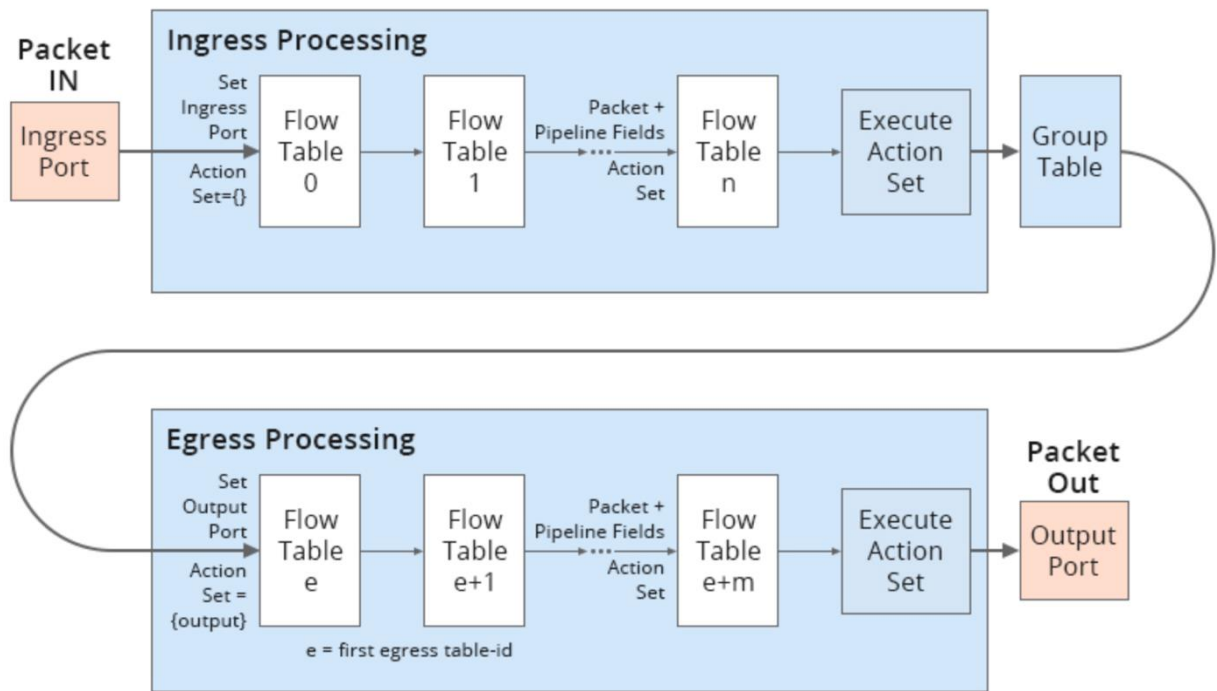 Ingress Processing
Packet
IN
Ingress
Port
Set
Ingress
Port
Action
Set={}
Flow
Table
0
Flow
Table
1
Packet +
Pipeline Fields
Action
Set
Flow
Table
n
Execute
Action
Set
Group
Table
Egress Processing
Set
Output
Port
Action
Set =
{output}
Flow
Table
e
Flow
Table
e+1
Packet +
Pipeline Fields
Action
Set
Flow
Table
e+m
Execute
Action
Set
Packet
Out
Output
Port
e = first egress table-id